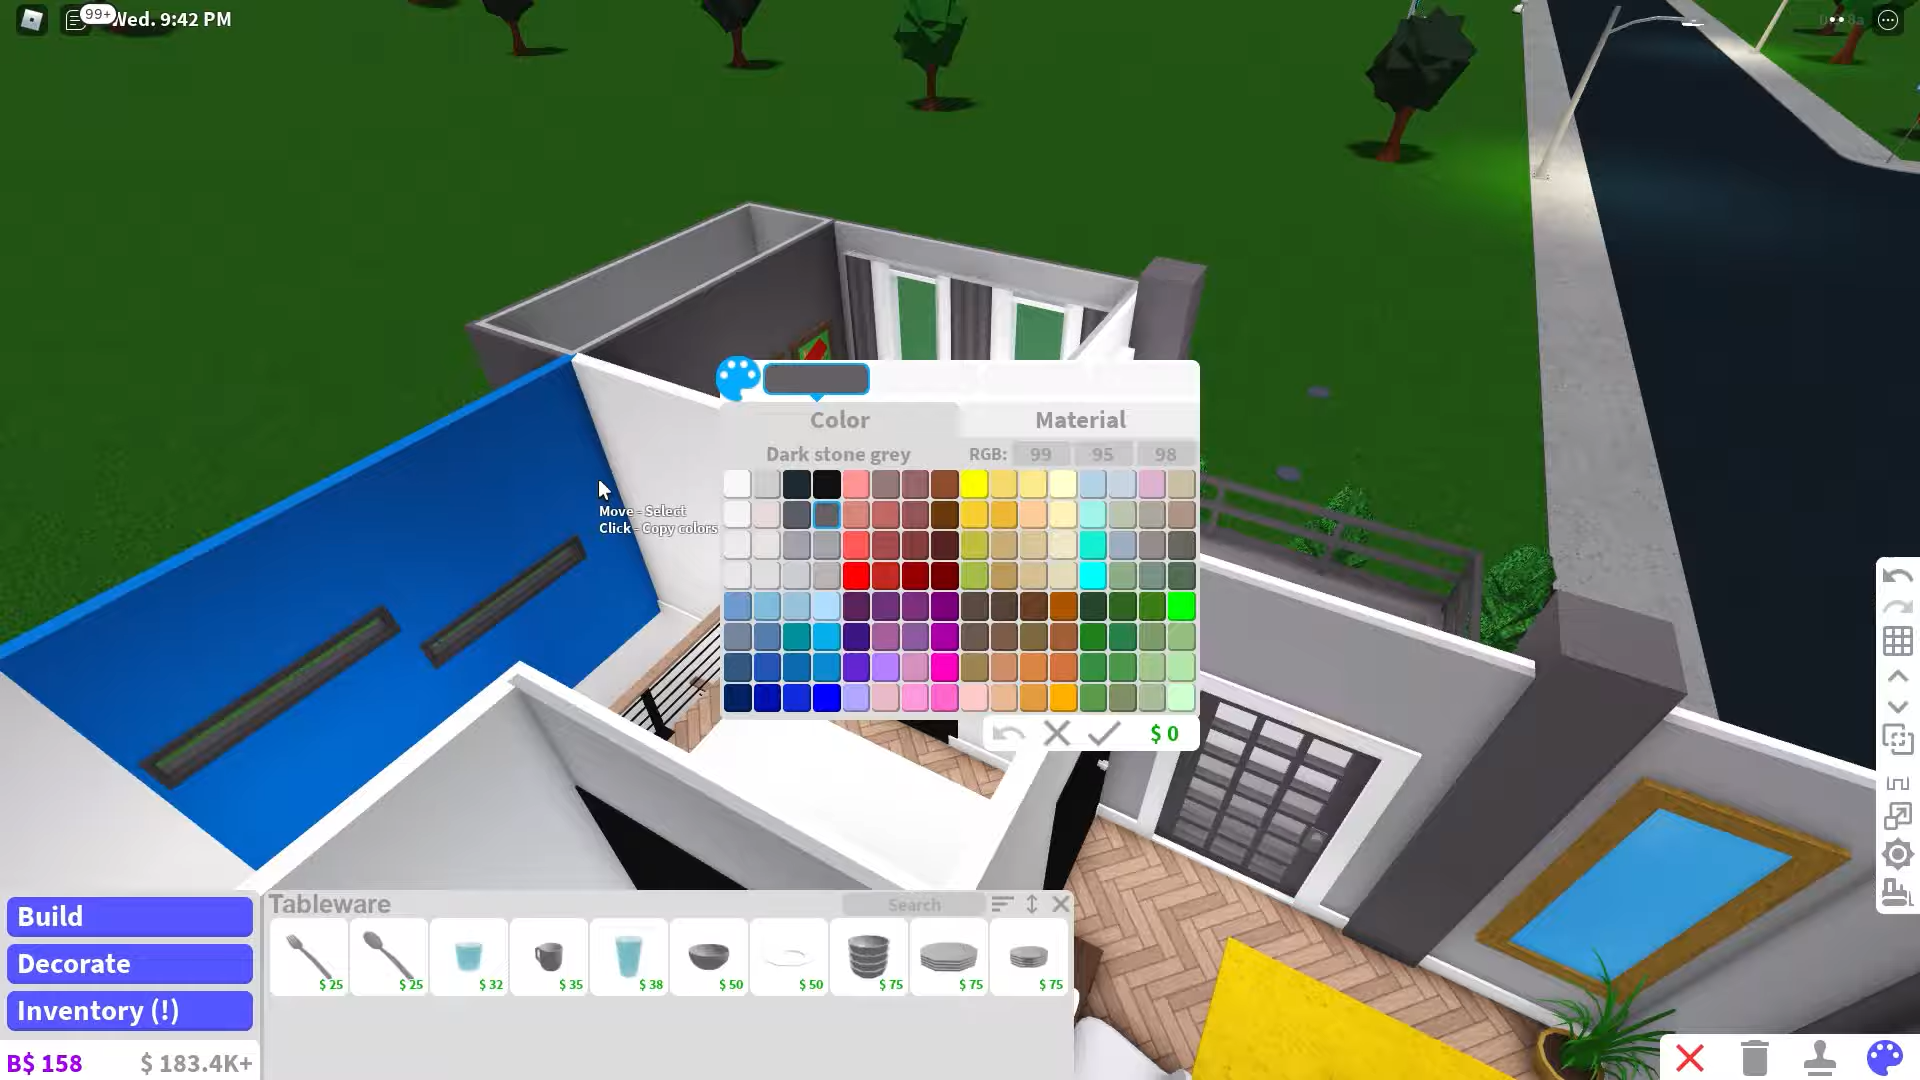 99+
Wed. 9:42 PM
Color
Material
Dark stone grey
RGB: 99 95 98
Move - Select
Click - Copy colors
$ 0
Build
Decorate
Inventory (!)
B$ 158
$ 183.4K+
Tableware
Search
$ 25
$ 25
$ 32
$ 35
$ 38
$ 50
$ 50
$ 75
$ 75
$ 75